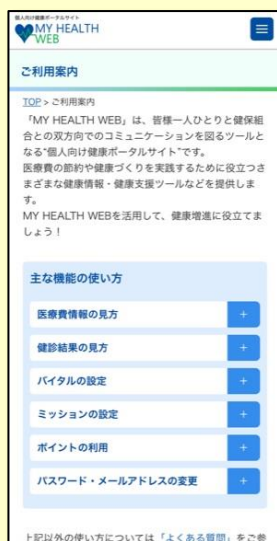 個人向け健康ポータルサイト
MY HEALTH
WEB
ご利用案内
TOP > ご利用案内
「MY HEALTH WEB」は、皆様一人ひとりと健保組
合との双方向でのコミュニケーションを図るツールと
なる"個人向け健康ポータルサイト"です。
医療費の節約や健康づくりを実践するために役立つさ
まざまな健康情報・健康支援ツールなどを提供しま
す。
MY HEALTH WEBを活用して、健康増進に役立てま
しょう！
主な機能の使い方
医療費情報の見方 +
健診結果の見方 +
バイタルの設定 +
ミッションの設定 +
ポイントの利用 +
パスワード・メールアドレスの変更 +
上記以外の使い方については「よくある質問」をご参